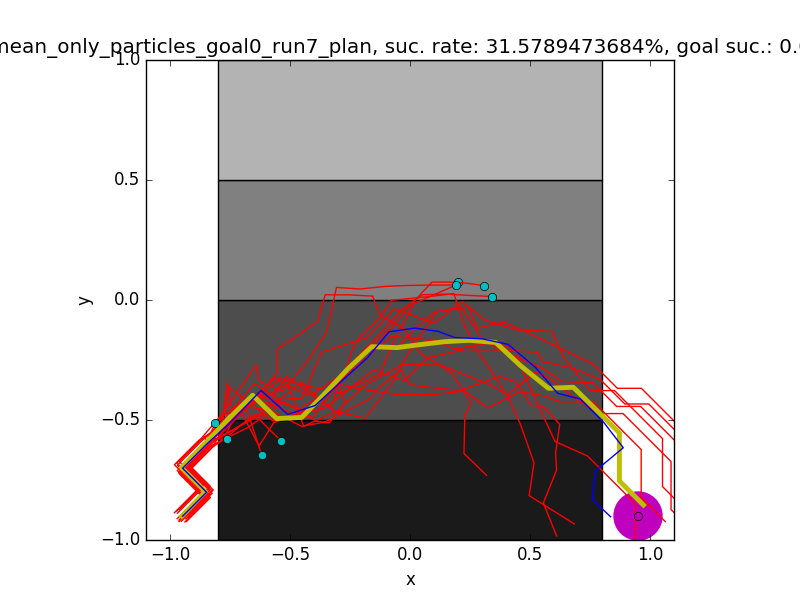 mean_only_particles_goal0_run7_plan, suc. rate: 31.5789473684%, goal suc.: 0.
1.0
0.5
0.0
−0.5
−1.0
y
−1.0 −0.5 0.0 0.5 1.0
x